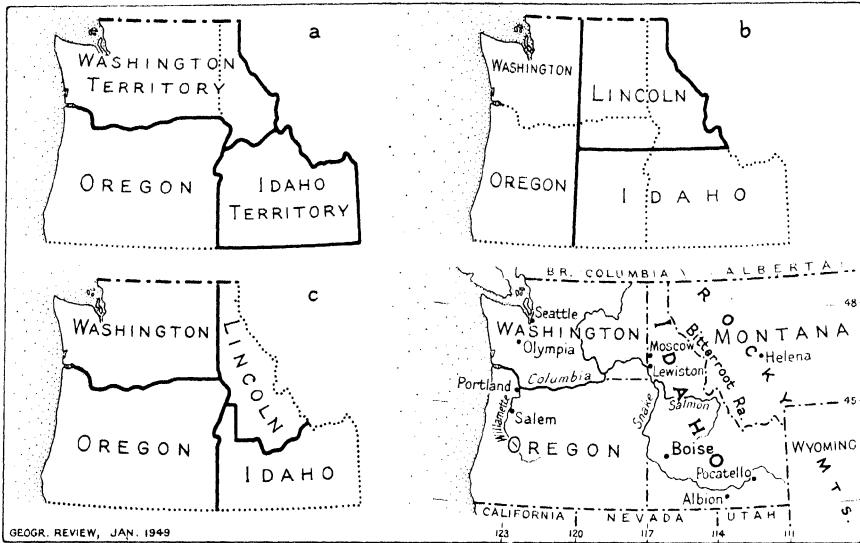 a
WASHINGTON
TERRITORY
OREGON
IDAHO
TERRITORY
b
WASHINGTON
LINCOLN
OREGON
IDAHO
c
WASHINGTON
LINCOLN
OREGON
IDAHO
GEOGR. REVIEW, JAN. 1949
BR. COLUMBIA
ALBERTA
ROCKY
MTS.
48
Seattle
WASHINGTON
Olympia
IDAHO
Moscow
Lewiston
Bitterroot Ra.
MONTANA
Helena
Portland
Columbia
Willamette
Salem
Snake
Salmon
45
OREGON
Boise
Pocatello
Albion
WYOMING
CALIFORNIA
NEVADA
UTAH
123 120 117 114 111